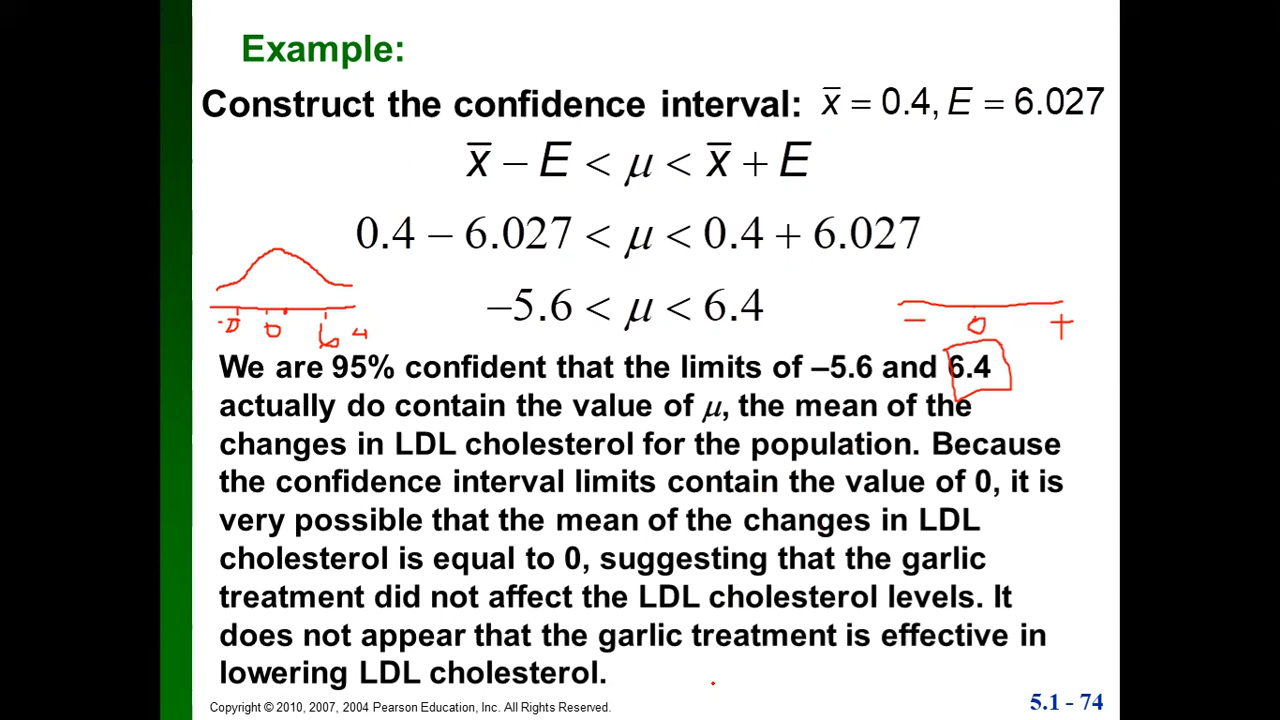 Example:
Construct the confidence interval: x̄ = 0.4, E = 6.027
x̄ − E < μ < x̄ + E
0.4 − 6.027 < μ < 0.4 + 6.027
–5.6 < μ < 6.4
0 6 4
− 0 +
We are 95% confident that the limits of –5.6 and 6.4
actually do contain the value of μ, the mean of the
changes in LDL cholesterol for the population. Because
the confidence interval limits contain the value of 0, it is
very possible that the mean of the changes in LDL
cholesterol is equal to 0, suggesting that the garlic
treatment did not affect the LDL cholesterol levels. It
does not appear that the garlic treatment is effective in
lowering LDL cholesterol.
Copyright © 2010, 2007, 2004 Pearson Education, Inc. All Rights Reserved.
5.1 - 74